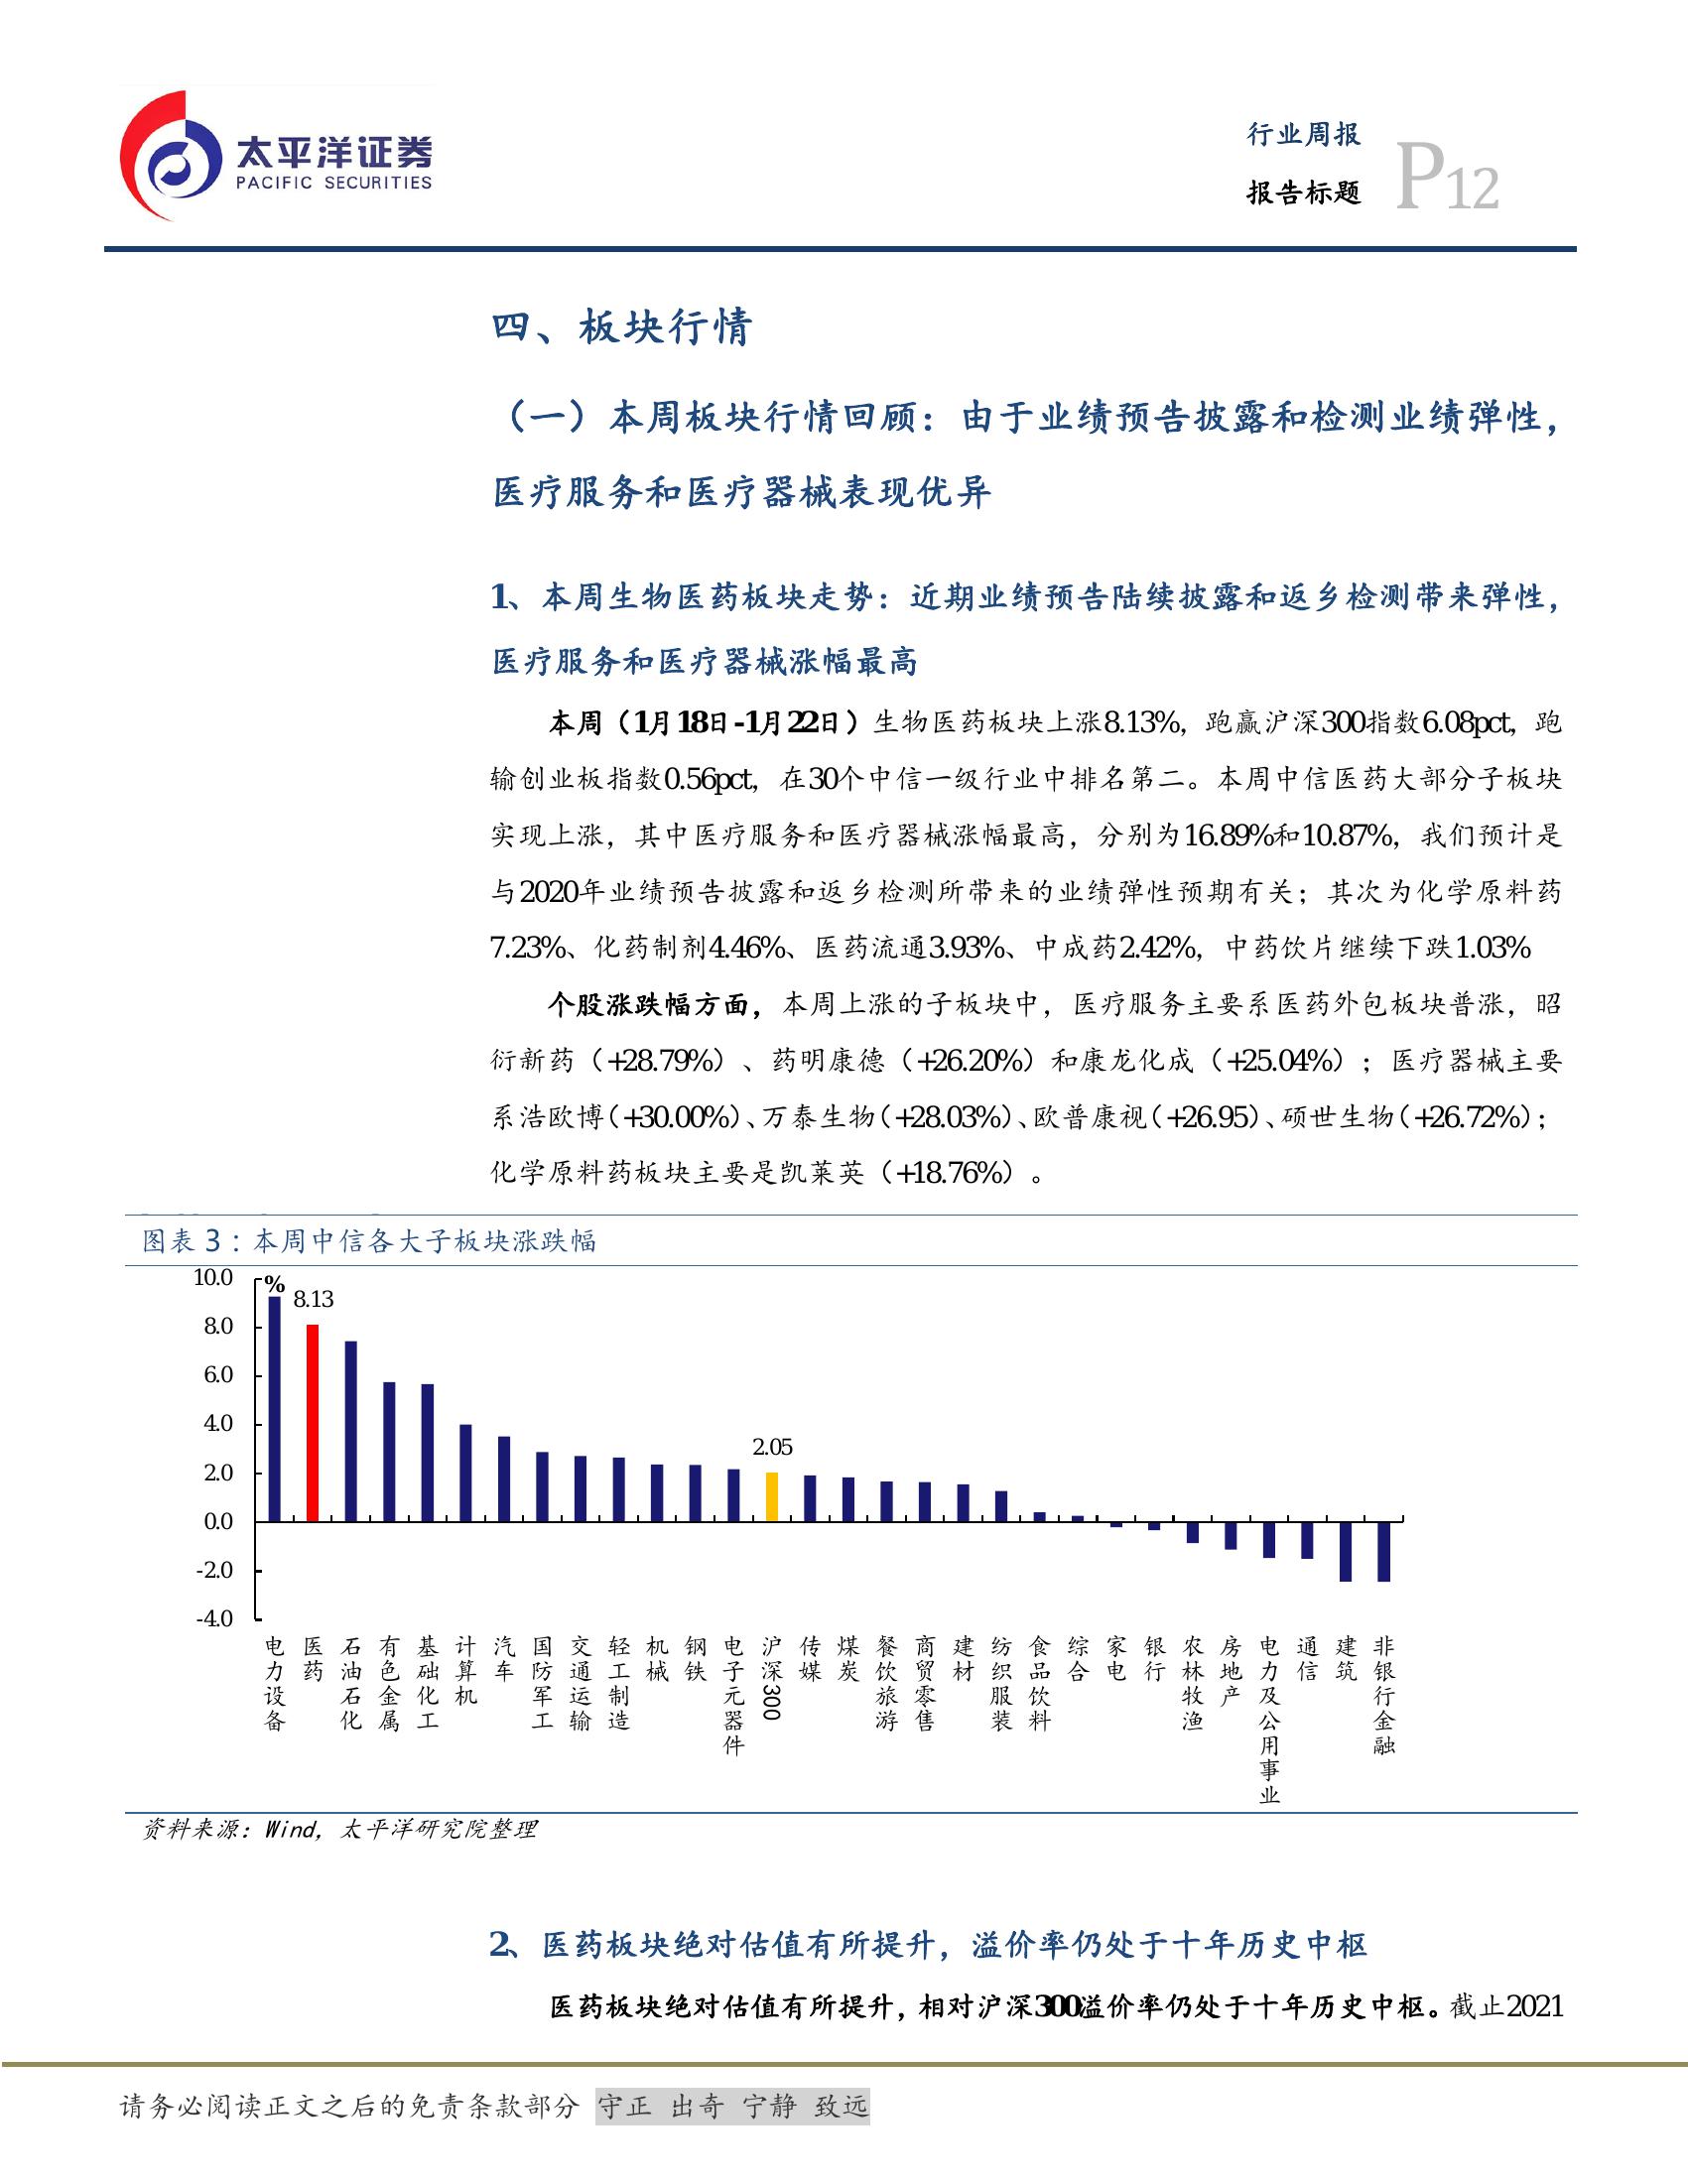 太平洋证券
PACIFIC SECURITIES
行业周报
报告标题
P12
四、板块行情
（一）本周板块行情回顾：由于业绩预告披露和检测业绩弹性，
医疗服务和医疗器械表现优异
1、本周生物医药板块走势：近期业绩预告陆续披露和返乡检测带来弹性，
医疗服务和医疗器械涨幅最高
本周（1月18日-1月22日）生物医药板块上涨8.13%，跑赢沪深300指数6.08pct，跑
输创业板指数0.56pct，在30个中信一级行业中排名第二。本周中信医药大部分子板块
实现上涨，其中医疗服务和医疗器械涨幅最高，分别为16.89%和10.87%，我们预计是
与2020年业绩预告披露和返乡检测所带来的业绩弹性预期有关；其次为化学原料药
7.23%、化药制剂4.46%、医药流通3.93%、中成药2.42%，中药饮片继续下跌1.03%
个股涨跌幅方面，本周上涨的子板块中，医疗服务主要系医药外包板块普涨，昭
衍新药（+28.79%）、药明康德（+26.20%）和康龙化成（+25.04%）；医疗器械主要
系浩欧博（+30.00%）、万泰生物（+28.03%）、欧普康视（+26.95）、硕世生物（+26.72%）；
化学原料药板块主要是凯莱英（+18.76%）。
图表 3：本周中信各大子板块涨跌幅
%
10.0
8.0
6.0
4.0
2.0
0.0
-2.0
-4.0
8.13
2.05
电力设备
医药
石油石化
有色金属
基础化工
计算机
汽车
国防军工
交通运输
轻工制造
机械
钢铁
电子元器件
沪深300
传媒
煤炭
餐饮旅游
商贸零售
建材
纺织服装
食品饮料
综合
家电
银行
农林牧渔
房地产
电力及公用事业
通信
建筑
非银行金融
资料来源：Wind，太平洋研究院整理
2、医药板块绝对估值有所提升，溢价率仍处于十年历史中枢
医药板块绝对估值有所提升，相对沪深300溢价率仍处于十年历史中枢。截止2021
请务必阅读正文之后的免责条款部分 守正 出奇 宁静 致远